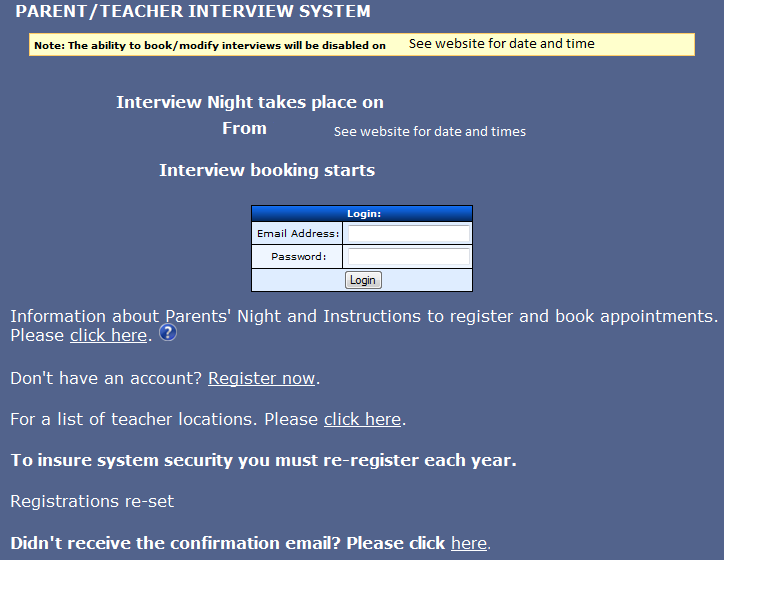 PARENT/TEACHER INTERVIEW SYSTEM
Note: The ability to book/modify interviews will be disabled on See website for date and time
Interview Night takes place on
From See website for date and times
Interview booking starts
Login:
Email Address:
Password:
Login
Information about Parents' Night and Instructions to register and book appointments.
Please click here. ?
Don't have an account? Register now.
For a list of teacher locations. Please click here.
To insure system security you must re-register each year.
Registrations re-set
Didn't receive the confirmation email? Please click here.